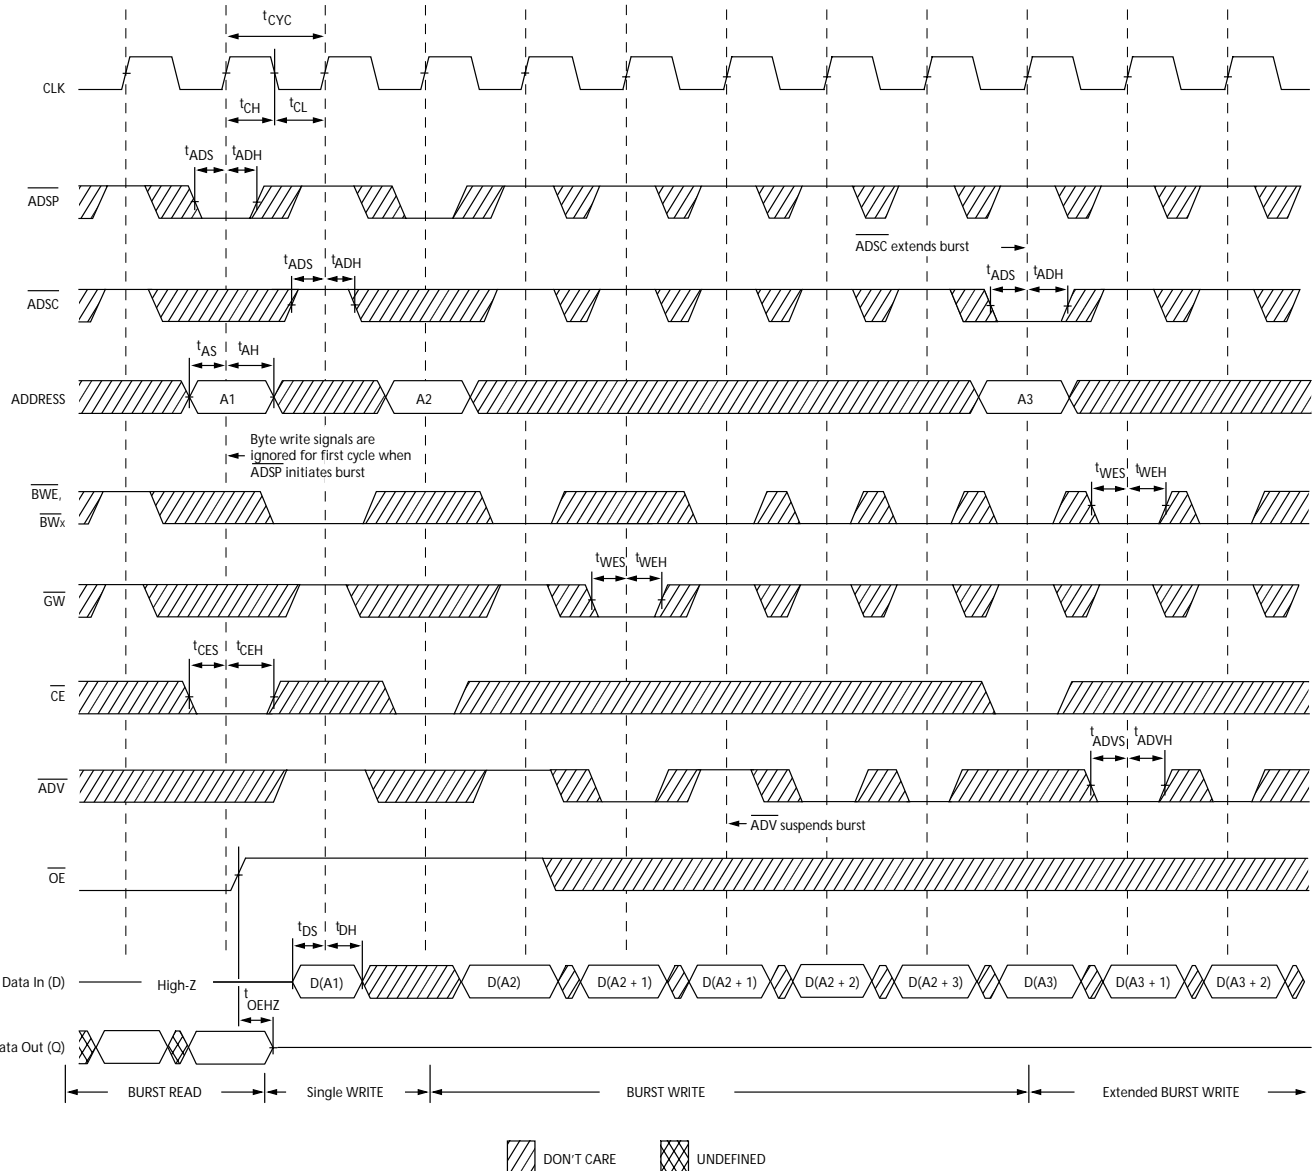 tCYC
CLK
tCH
tCL
tADS
tADH
ADSP
ADSC extends burst
tADS
tADH
tADS
tADH
ADSC
tAS
tAH
ADDRESS
A1
A2
A3
Byte write signals are
ignored for first cycle when
ADSP initiates burst
BWE,
BWx
tWES
tWEH
tWES
tWEH
GW
tCES
tCEH
CE
tADVS
tADVH
ADV
ADV suspends burst
OE
tDS
tDH
Data In (D)
High-Z
D(A1)
D(A2)
D(A2 + 1)
D(A2 + 1)
D(A2 + 2)
D(A2 + 3)
D(A3)
D(A3 + 1)
D(A3 + 2)
tOEHZ
ata Out (Q)
BURST READ
Single WRITE
BURST WRITE
Extended BURST WRITE
DON'T CARE
UNDEFINED